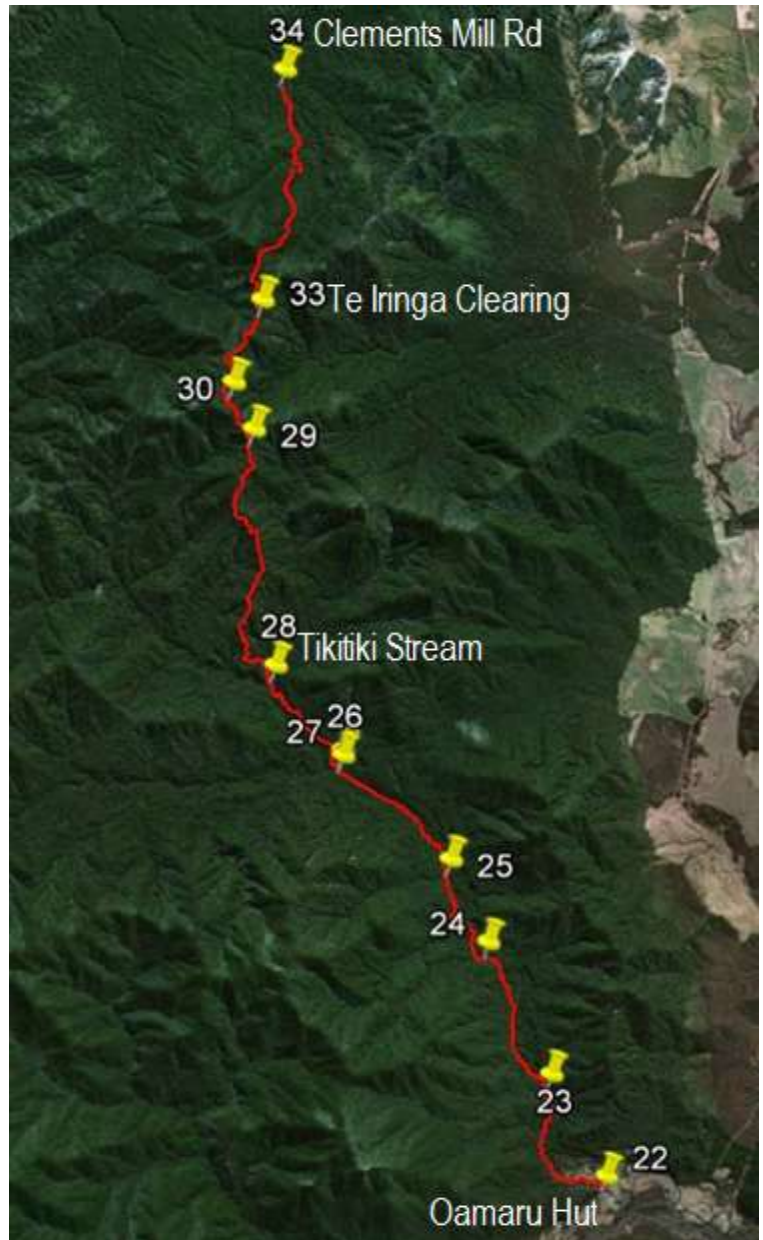 34 Clements Mill Rd
33 Te Iringa Clearing
30
29
28 Tikitiki Stream
27 26
25
24
23
22
Oamaru Hut